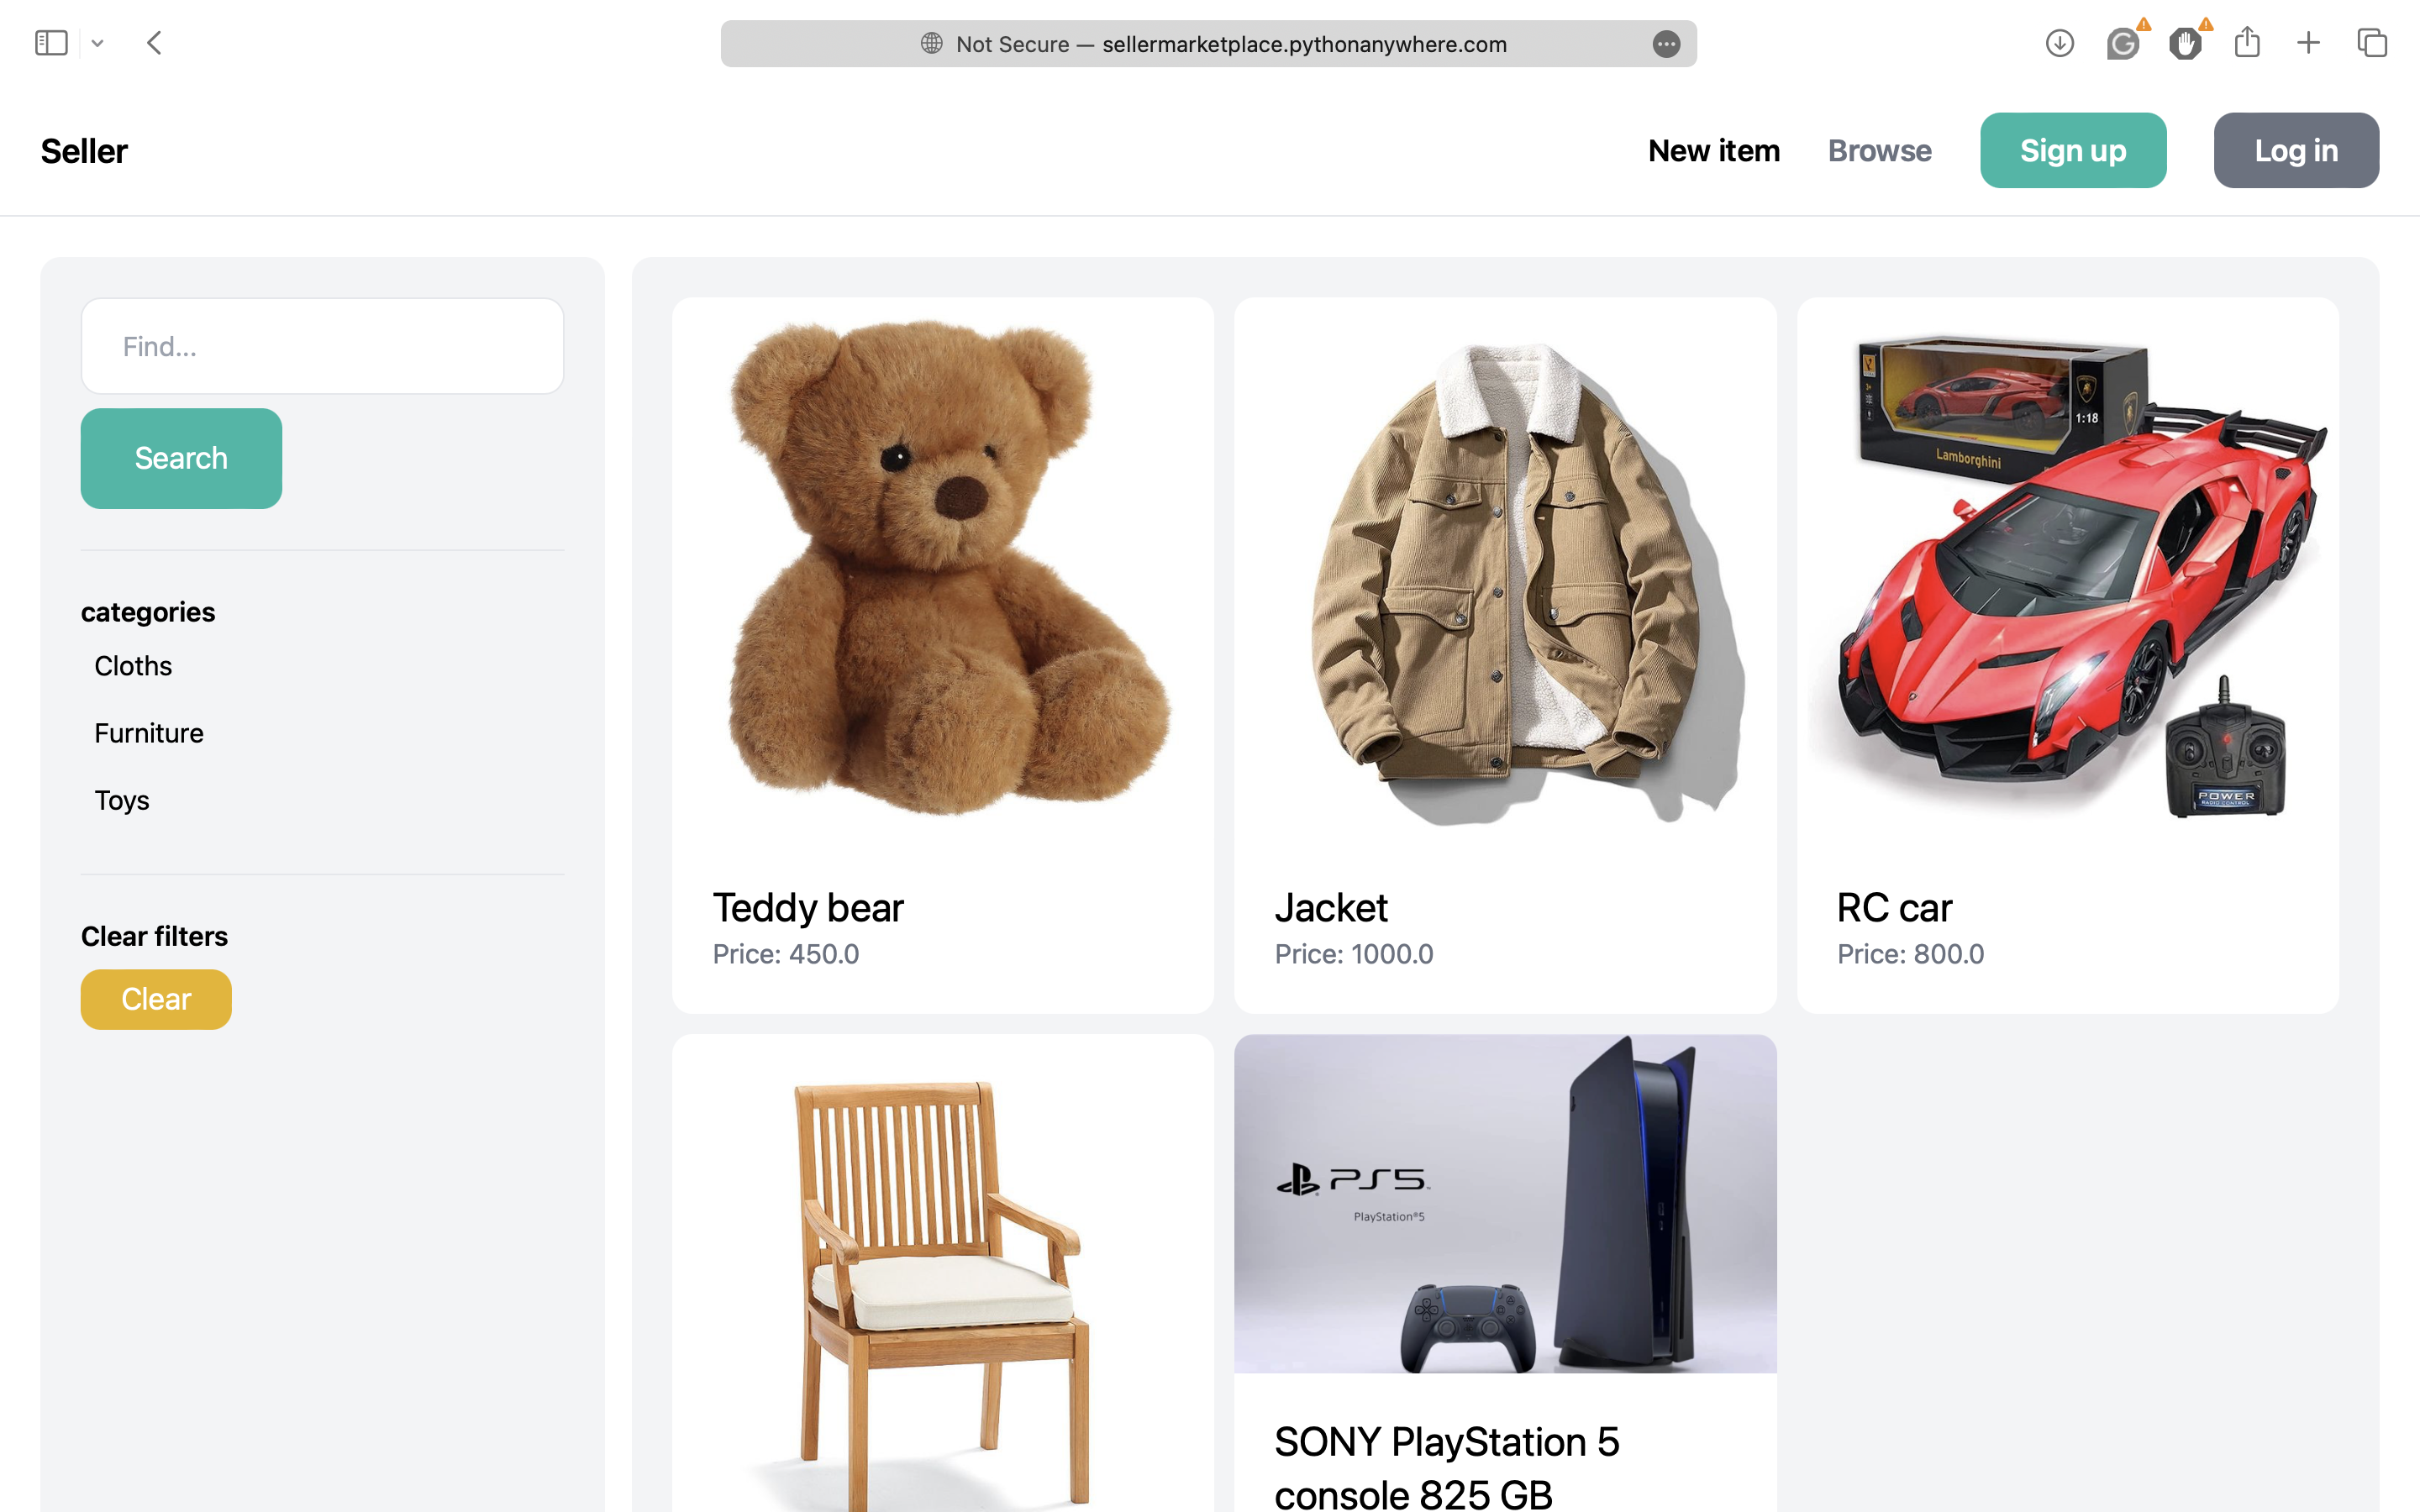 Not Secure — sellermarketplace.pythonanywhere.com
Seller
New item
Browse
Sign up
Log in
Find...
Search
categories
Cloths
Furniture
Toys
Clear filters
Clear
Teddy bear
Price: 450.0
Jacket
Price: 1000.0
1:18
Lamborghini
POWER
RADIO CONTROL
RC car
Price: 800.0
PS5
PlayStation®5
SONY PlayStation 5
console 825 GB